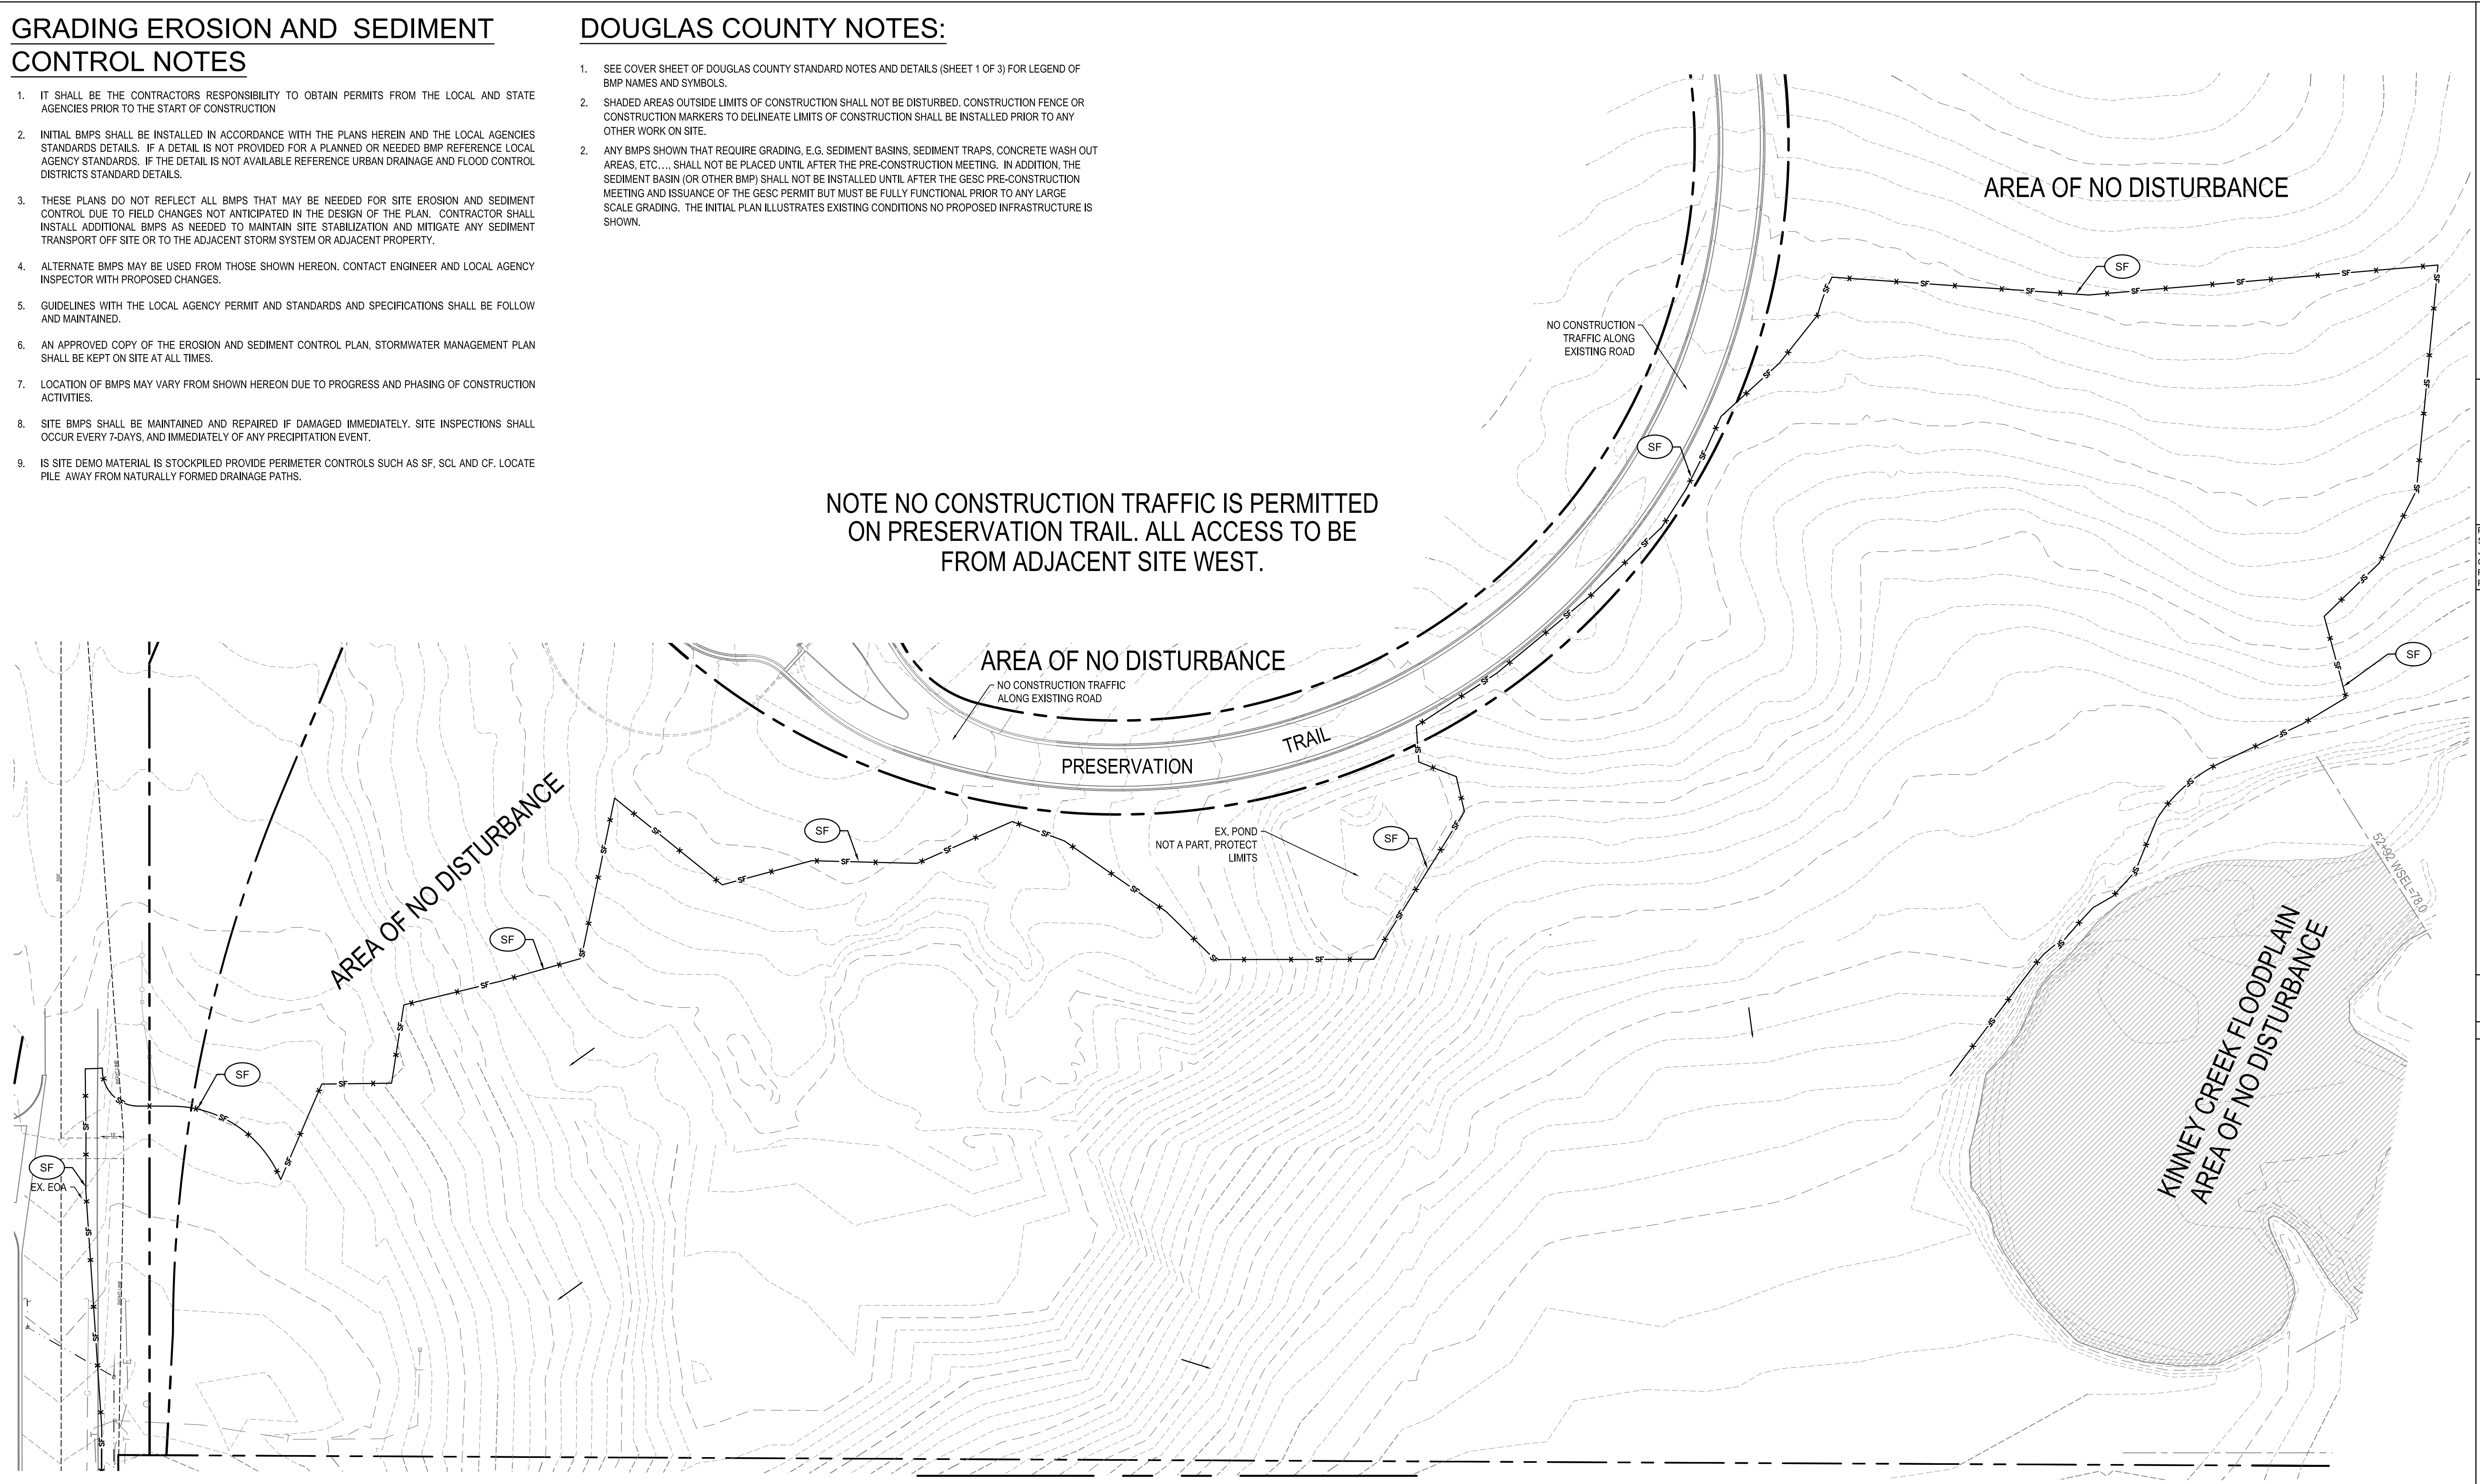 GRADING EROSION AND SEDIMENT
CONTROL NOTES
1. IT SHALL BE THE CONTRACTORS RESPONSIBILITY TO OBTAIN PERMITS FROM THE LOCAL AND STATE
AGENCIES PRIOR TO THE START OF CONSTRUCTION
2. INITIAL BMPS SHALL BE INSTALLED IN ACCORDANCE WITH THE PLANS HEREIN AND THE LOCAL AGENCIES
STANDARDS DETAILS. IF A DETAIL IS NOT PROVIDED FOR A PLANNED OR NEEDED BMP REFERENCE LOCAL
AGENCY STANDARDS. IF THE DETAIL IS NOT AVAILABLE REFERENCE URBAN DRAINAGE AND FLOOD CONTROL
DISTRICTS STANDARD DETAILS.
3. THESE PLANS DO NOT REFLECT ALL BMPS THAT MAY BE NEEDED FOR SITE EROSION AND SEDIMENT
CONTROL DUE TO FIELD CHANGES NOT ANTICIPATED IN THE DESIGN OF THE PLAN. CONTRACTOR SHALL
INSTALL ADDITIONAL BMPS AS NEEDED TO MAINTAIN SITE STABILIZATION AND MITIGATE ANY SEDIMENT
TRANSPORT OFF SITE OR TO THE ADJACENT STORM SYSTEM OR ADJACENT PROPERTY.
4. ALTERNATE BMPS MAY BE USED FROM THOSE SHOWN HEREON. CONTACT ENGINEER AND LOCAL AGENCY
INSPECTOR WITH PROPOSED CHANGES.
5. GUIDELINES WITH THE LOCAL AGENCY PERMIT AND STANDARDS AND SPECIFICATIONS SHALL BE FOLLOW
AND MAINTAINED.
6. AN APPROVED COPY OF THE EROSION AND SEDIMENT CONTROL PLAN, STORMWATER MANAGEMENT PLAN
SHALL BE KEPT ON SITE AT ALL TIMES.
7. LOCATION OF BMPS MAY VARY FROM SHOWN HEREON DUE TO PROGRESS AND PHASING OF CONSTRUCTION
ACTIVITIES.
8. SITE BMPS SHALL BE MAINTAINED AND REPAIRED IF DAMAGED IMMEDIATELY. SITE INSPECTIONS SHALL
OCCUR EVERY 7-DAYS, AND IMMEDIATELY OF ANY PRECIPITATION EVENT.
9. IS SITE DEMO MATERIAL IS STOCKPILED PROVIDE PERIMETER CONTROLS SUCH AS SF, SCL AND CF. LOCATE
PILE AWAY FROM NATURALLY FORMED DRAINAGE PATHS.
DOUGLAS COUNTY NOTES:
1. SEE COVER SHEET OF DOUGLAS COUNTY STANDARD NOTES AND DETAILS (SHEET 1 OF 3) FOR LEGEND OF
BMP NAMES AND SYMBOLS.
2. SHADED AREAS OUTSIDE LIMITS OF CONSTRUCTION SHALL NOT BE DISTURBED. CONSTRUCTION FENCE OR
CONSTRUCTION MARKERS TO DELINEATE LIMITS OF CONSTRUCTION SHALL BE INSTALLED PRIOR TO ANY
OTHER WORK ON SITE.
2. ANY BMPS SHOWN THAT REQUIRE GRADING, E.G. SEDIMENT BASINS, SEDIMENT TRAPS, CONCRETE WASH OUT
AREAS, ETC…, SHALL NOT BE PLACED UNTIL AFTER THE PRE-CONSTRUCTION MEETING. IN ADDITION, THE
SEDIMENT BASIN (OR OTHER BMP) SHALL NOT BE INSTALLED UNTIL AFTER THE GESC PRE-CONSTRUCTION
MEETING AND ISSUANCE OF THE GESC PERMIT BUT MUST BE FULLY FUNCTIONAL PRIOR TO ANY LARGE
SCALE GRADING. THE INITIAL PLAN ILLUSTRATES EXISTING CONDITIONS NO PROPOSED INFRASTRUCTURE IS
SHOWN.
AREA OF NO DISTURBANCE
SF
NO CONSTRUCTION
TRAFFIC ALONG
EXISTING ROAD
SF
NOTE NO CONSTRUCTION TRAFFIC IS PERMITTED
ON PRESERVATION TRAIL. ALL ACCESS TO BE
FROM ADJACENT SITE WEST.
AREA OF NO DISTURBANCE
NO CONSTRUCTION TRAFFIC
ALONG EXISTING ROAD
SF
TRAIL
PRESERVATION
AREA OF NO DISTURBANCE
SF
EX. POND
NOT A PART, PROTECT
LIMITS
SF
52+92 WSEL=78.0
SF
KINNEY CREEK FLOODPLAIN
AREA OF NO DISTURBANCE
SF
SF
EX. EOA